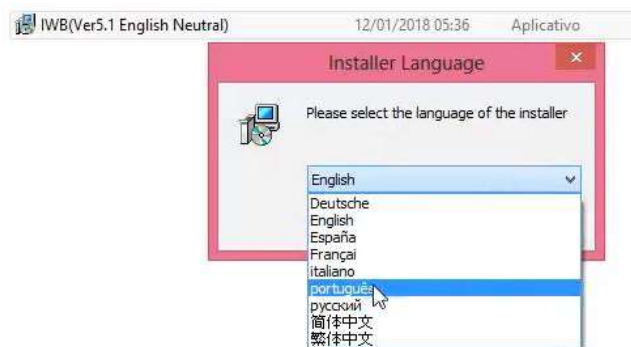 IWB(Ver5.1 English Neutral) 12/01/2018 05:36 Aplicativo
Installer Language
Please select the language of the installer
English
Deutsche
English
España
Françai
italiano
português
русский
简体中文
繁体中文